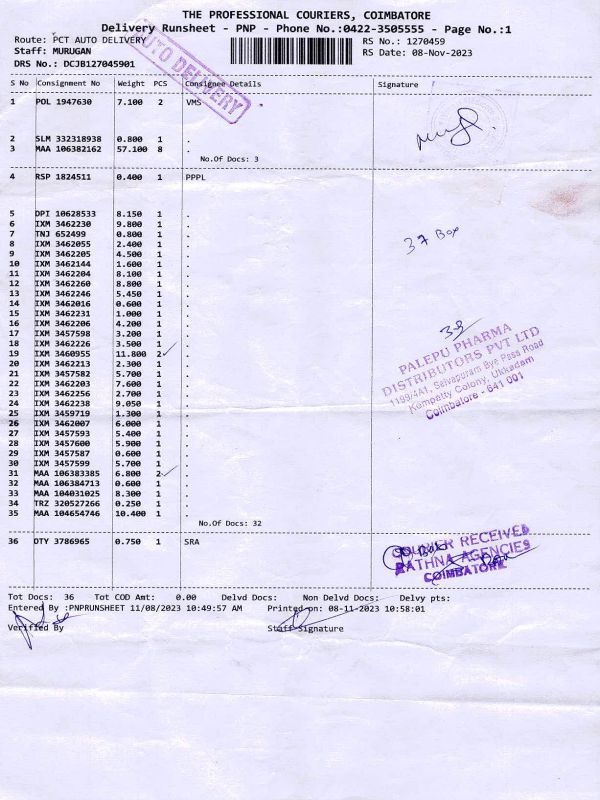 THE PROFESSIONAL COURIERS, COIMBATORE
Delivery Runsheet - PNP - Phone No.:0422-3505555 - Page No.:1
Route: PCT AUTO DELIVERY
RS No.: 1270459
Staff: MURUGAN
RS Date: 08-Nov-2023
DRS No.: DCJB127045901
AUTO DELIVERY
S No Consignment No Weight PCS Consignee Details Signature
1 POL 1947630 7.100 2 VMS
2 SLM 332318938 0.800 1 .
3 MAA 106382162 57.100 8 .
No.Of Docs: 3
4 RSP 1824511 0.400 1 PPPL
5 DPI 10628533 8.150 1 .
6 IXM 3462230 9.800 1 .
7 TNJ 652499 0.800 1 .
8 IXM 3462055 2.400 1 .
9 IXM 3462205 4.500 1 .
10 IXM 3462144 1.600 1 .
11 IXM 3462204 8.100 1 .
12 IXM 3462260 8.800 1 .
13 IXM 3462246 5.450 1 .
14 IXM 3462016 0.600 1 .
15 IXM 3462231 1.000 1 .
16 IXM 3462206 4.200 1 .
17 IXM 3457598 3.200 1 .
18 IXM 3462226 3.500 1 .
19 IXM 3460955 11.800 2 .
20 IXM 3462213 2.300 1 .
21 IXM 3457582 5.700 1 .
22 IXM 3462203 7.600 1 .
23 IXM 3462256 2.700 1 .
24 IXM 3462238 9.050 1 .
25 IXM 3459719 1.300 1 .
26 IXM 3462007 6.000 1 .
27 IXM 3457593 5.400 1 .
28 IXM 3457600 5.900 1 .
29 IXM 3457587 0.600 1 .
30 IXM 3457599 5.700 1 .
31 MAA 106383385 6.800 2 .
32 MAA 106384713 0.600 1 .
33 MAA 104031025 8.300 1 .
34 TRZ 320527266 0.250 1 .
35 MAA 104654746 10.400 1 .
No.Of Docs: 32
37 Box
PALEPU PHARMA
DISTRIBUTORS PVT LTD
1199/4A1, Selvapuram Bye Pass Road
Kumpatty Colony, Ukkadam
Coimbatore - 641 001
36 DTY 3786965 0.750 1 SRA
COURIER RECEIVED
RATHNA AGENCIES
COIMBATORE
Tot Docs: 36 Tot COD Amt: 0.00 Delvd Docs: Non Delvd Docs: Delvy pts:
Entered By :PNPRUNSHEET 11/08/2023 10:49:57 AM Printed on: 08-11-2023 10:58:01
Verified By Staff Signature